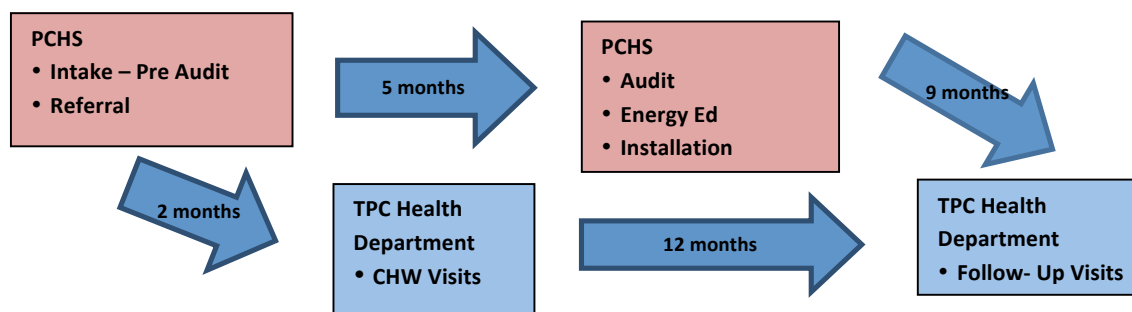 PCHS
• Intake – Pre Audit
• Referral
5 months
PCHS
• Audit
• Energy Ed
• Installation
9 months
2 months
TPC Health
Department
• CHW Visits
12 months
TPC Health
Department
• Follow- Up Visits